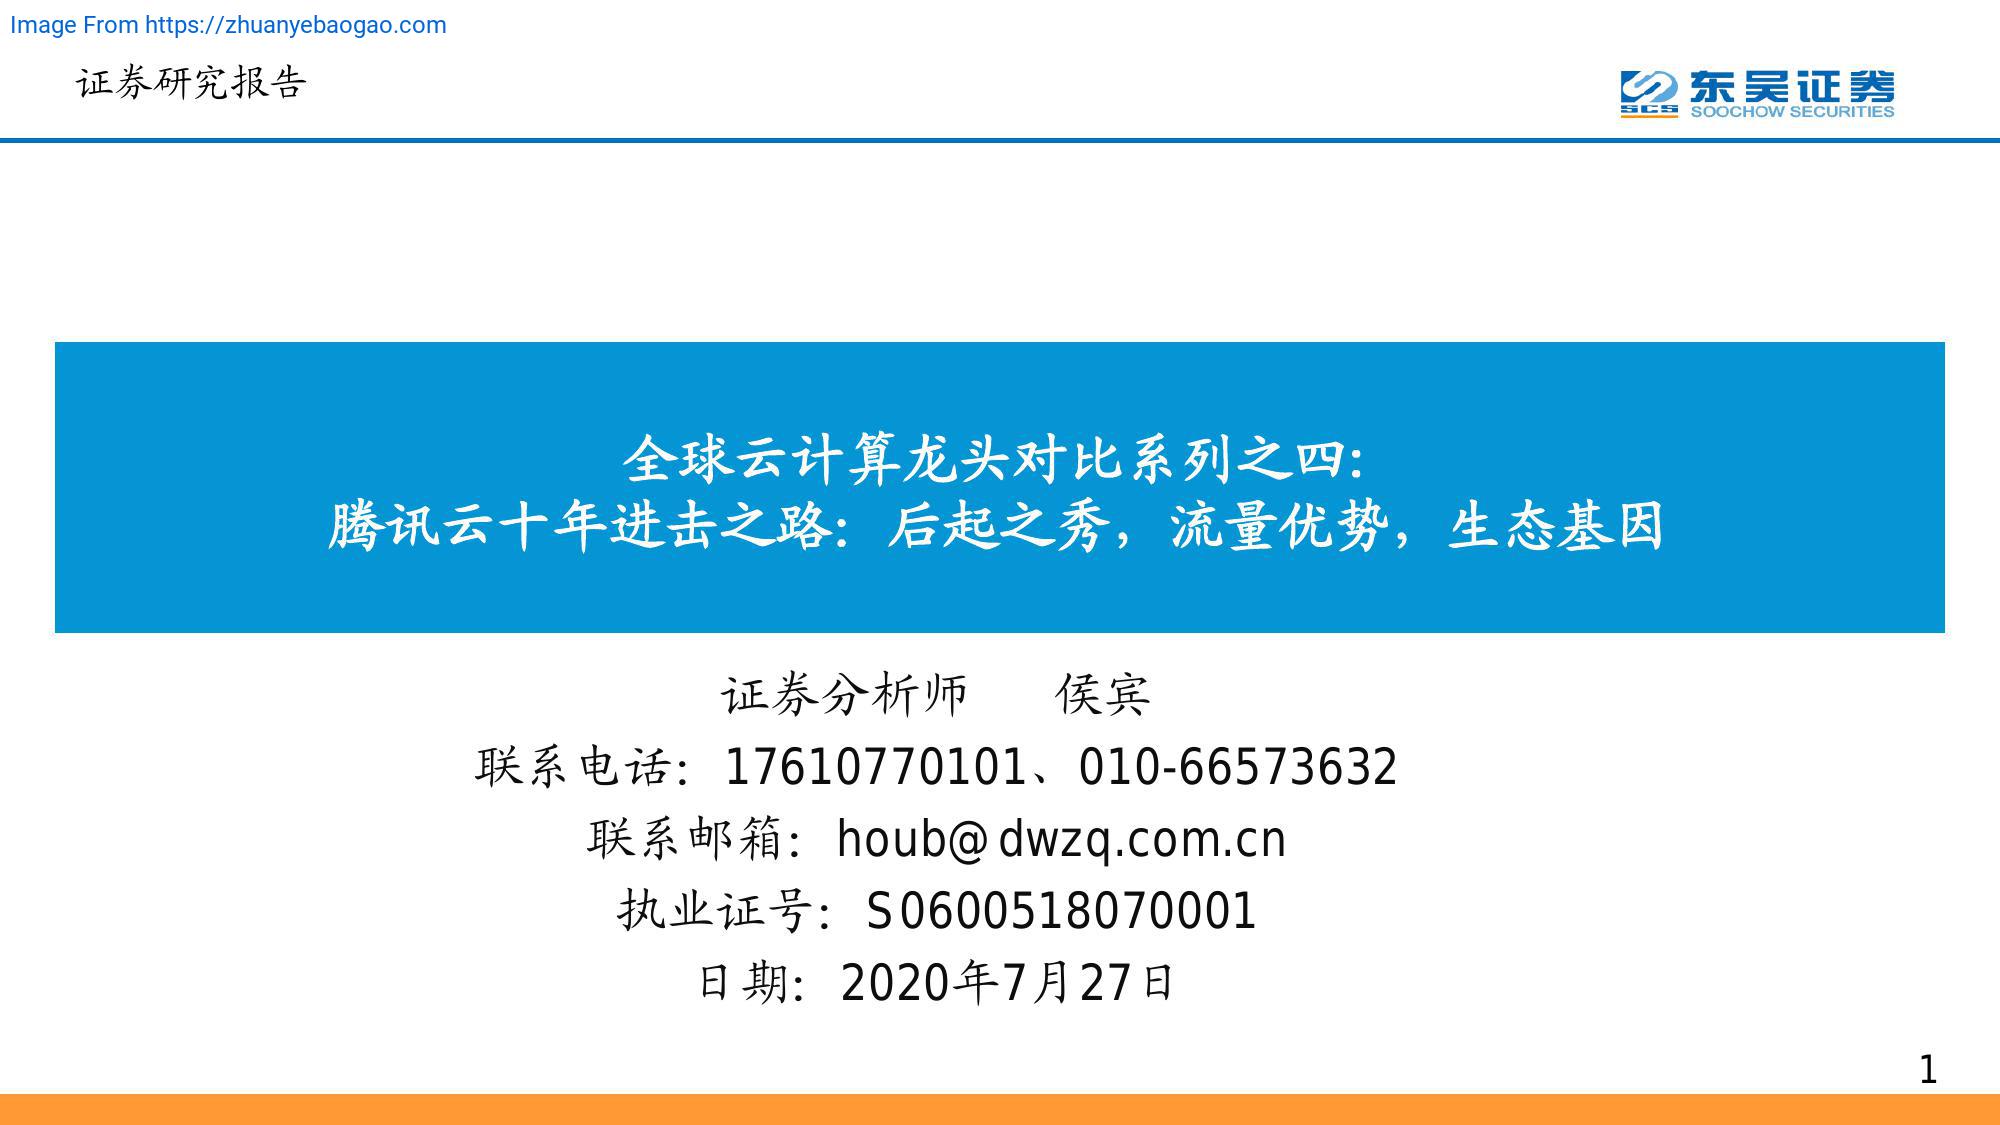 Image From https://zhuanyebaogao.com
证券研究报告
东吴证券
SCS
SOOCHOW SECURITIES
全球云计算龙头对比系列之四:
腾讯云十年进击之路：后起之秀，流量优势，生态基因
证券分析师 侯宾
联系电话：17610770101、010-66573632
联系邮箱：houb@dwzq.com.cn
执业证号：S0600518070001
日期：2020年7月27日
1